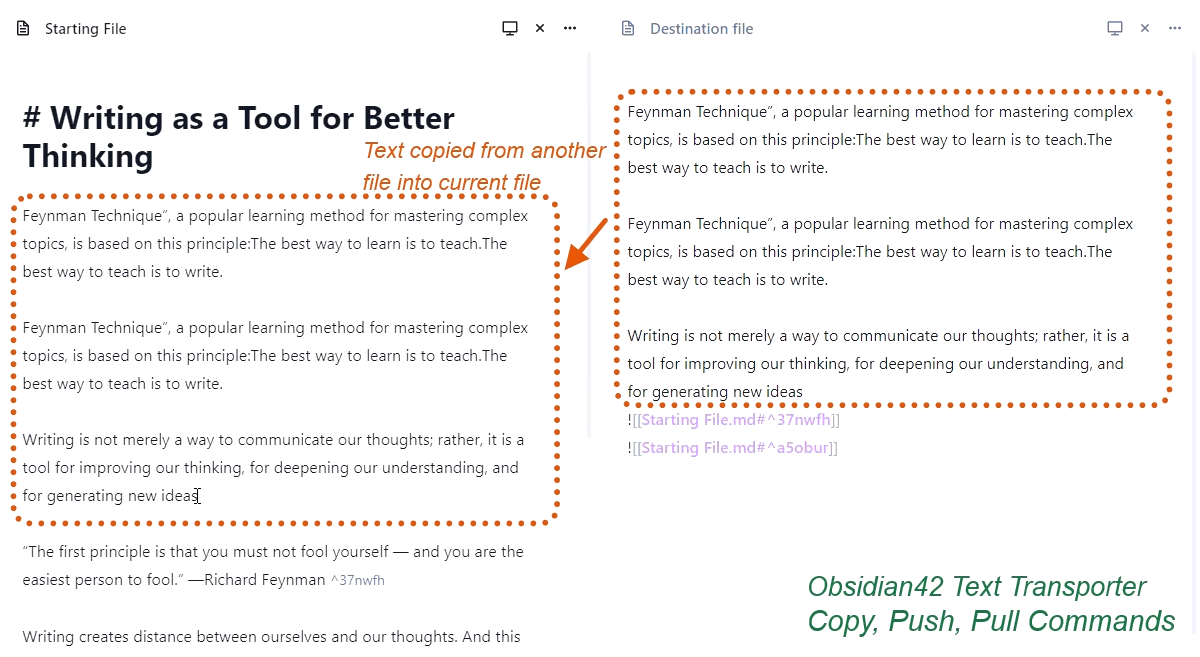 Starting File
# Writing as a Tool for Better
Thinking
Text copied from another
file into current file
Feynman Technique”, a popular learning method for mastering complex
topics, is based on this principle:The best way to learn is to teach.The
best way to teach is to write.
Feynman Technique”, a popular learning method for mastering complex
topics, is based on this principle:The best way to learn is to teach.The
best way to teach is to write.
Writing is not merely a way to communicate our thoughts; rather, it is a
tool for improving our thinking, for deepening our understanding, and
for generating new ideas
“The first principle is that you must not fool yourself — and you are the
easiest person to fool.” —Richard Feynman ^37nwfh
Writing creates distance between ourselves and our thoughts. And this
Destination file
Feynman Technique”, a popular learning method for mastering complex
topics, is based on this principle:The best way to learn is to teach.The
best way to teach is to write.
Feynman Technique”, a popular learning method for mastering complex
topics, is based on this principle:The best way to learn is to teach.The
best way to teach is to write.
Writing is not merely a way to communicate our thoughts; rather, it is a
tool for improving our thinking, for deepening our understanding, and
for generating new ideas
![[Starting File.md#^37nwfh]]
![[Starting File.md#^a5obur]]
Obsidian42 Text Transporter
Copy, Push, Pull Commands